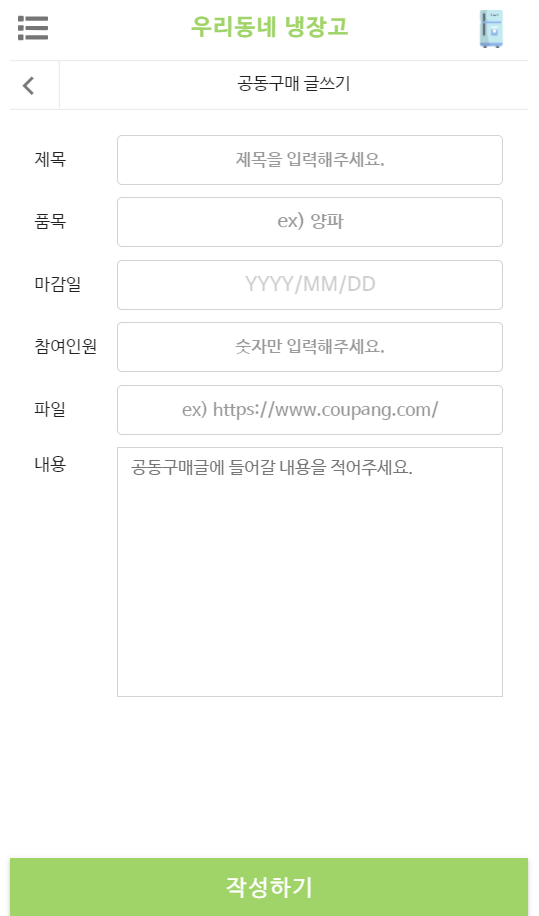 우리동네 냉장고
공동구매 글쓰기
제목
제목을 입력해주세요.
품목
ex) 양파
마감일
YYYY/MM/DD
참여인원
숫자만 입력해주세요.
파일
ex) https://www.coupang.com/
내용
공동구매글에 들어갈 내용을 적어주세요.
작성하기